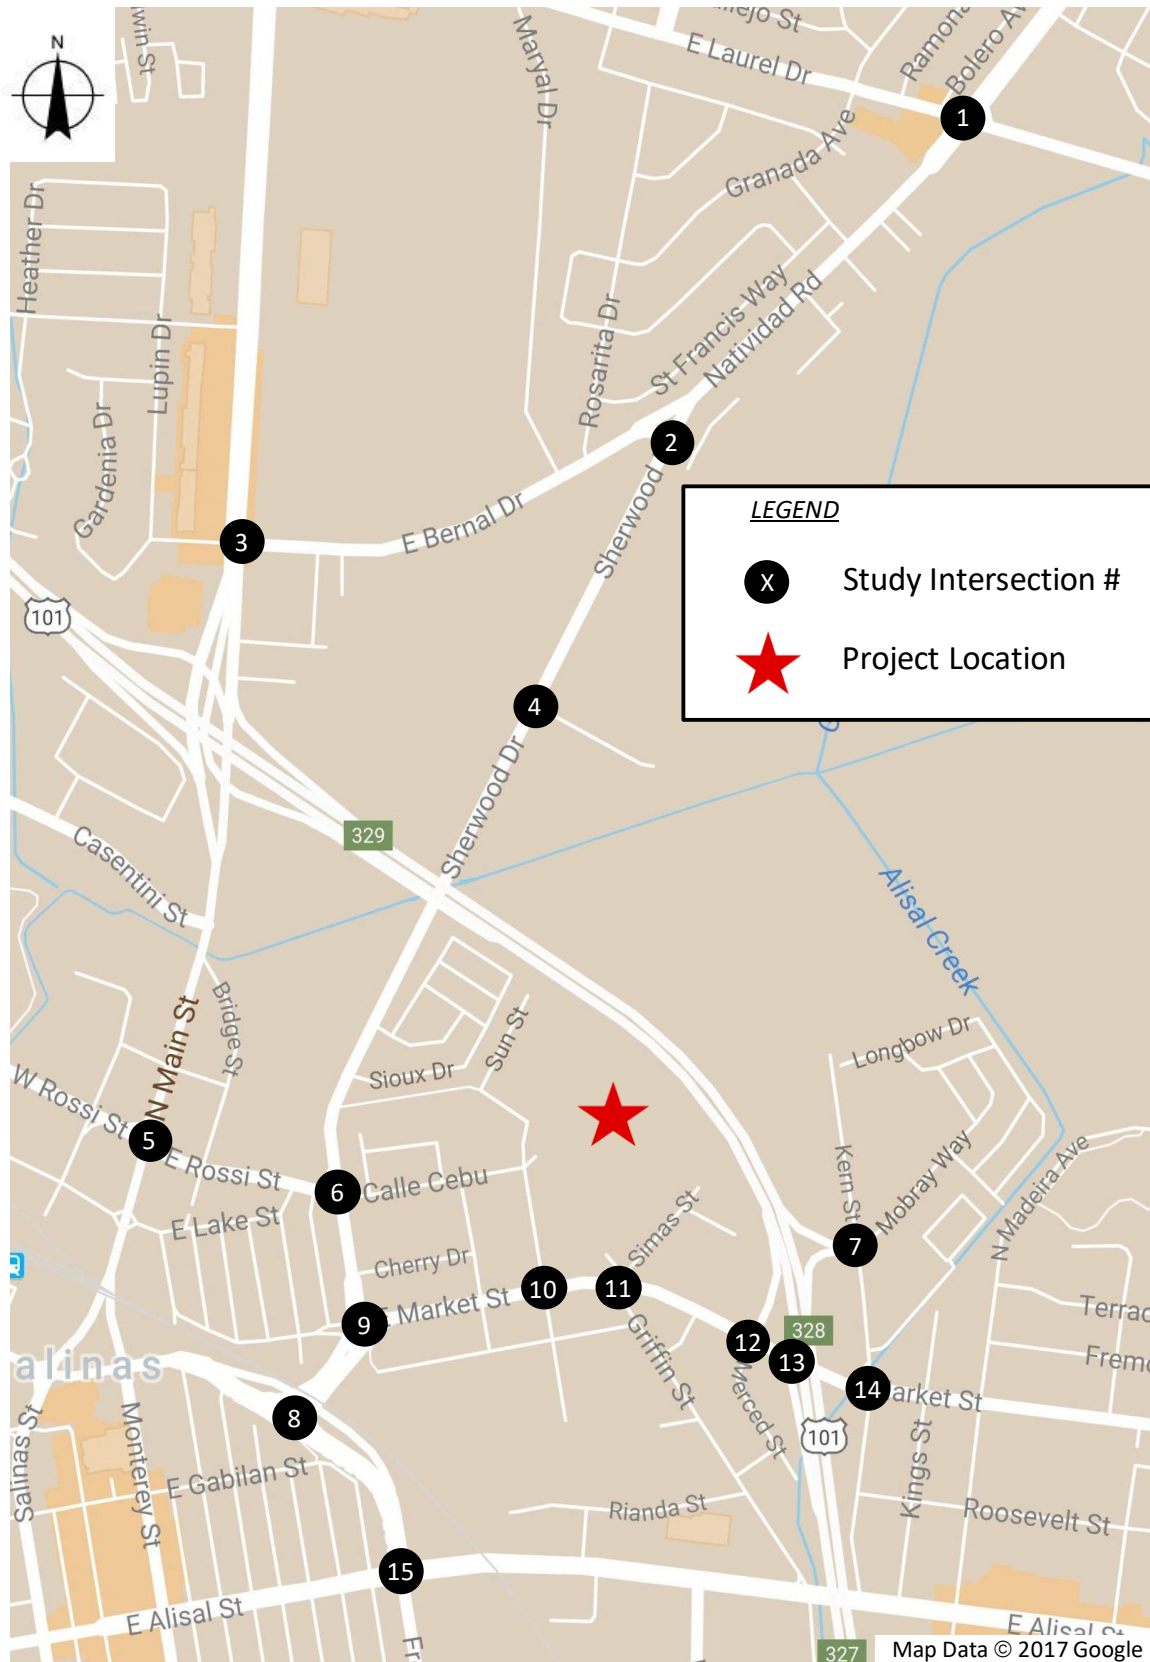 N
win St
Maryal Dr
llejo St
E Laurel Dr
Ramona
Bolero Av
1
Granada Ave
Heather Dr
Lupin Dr
Rosarita Dr
St Francis Way
Natividad Rd
Gardenia Dr
2
Sherwood
E Bernal Dr
3
LEGEND
X Study Intersection #
Project Location
101
4
Sherwood Dr
329
Casentini St
Alisal Creek
Bridge St
N Main St
Sun St
Longbow Dr
Sioux Dr
W Rossi St
5
E Rossi St
6
Calle Cebu
Kern St
Mobray Way
N Madeira Ave
E Lake St
Simas St
7
Cherry Dr
10
11
E Market St
9
Griffin St
12
328
13
Terrac
Fremo
alinas
Merced St
14
arket St
8
Salinas St
Monterey St
101
Kings St
E Gabilan St
Rianda St
Roosevelt St
15
E Alisal St
Fr
E Alisal St
327
Map Data © 2017 Google